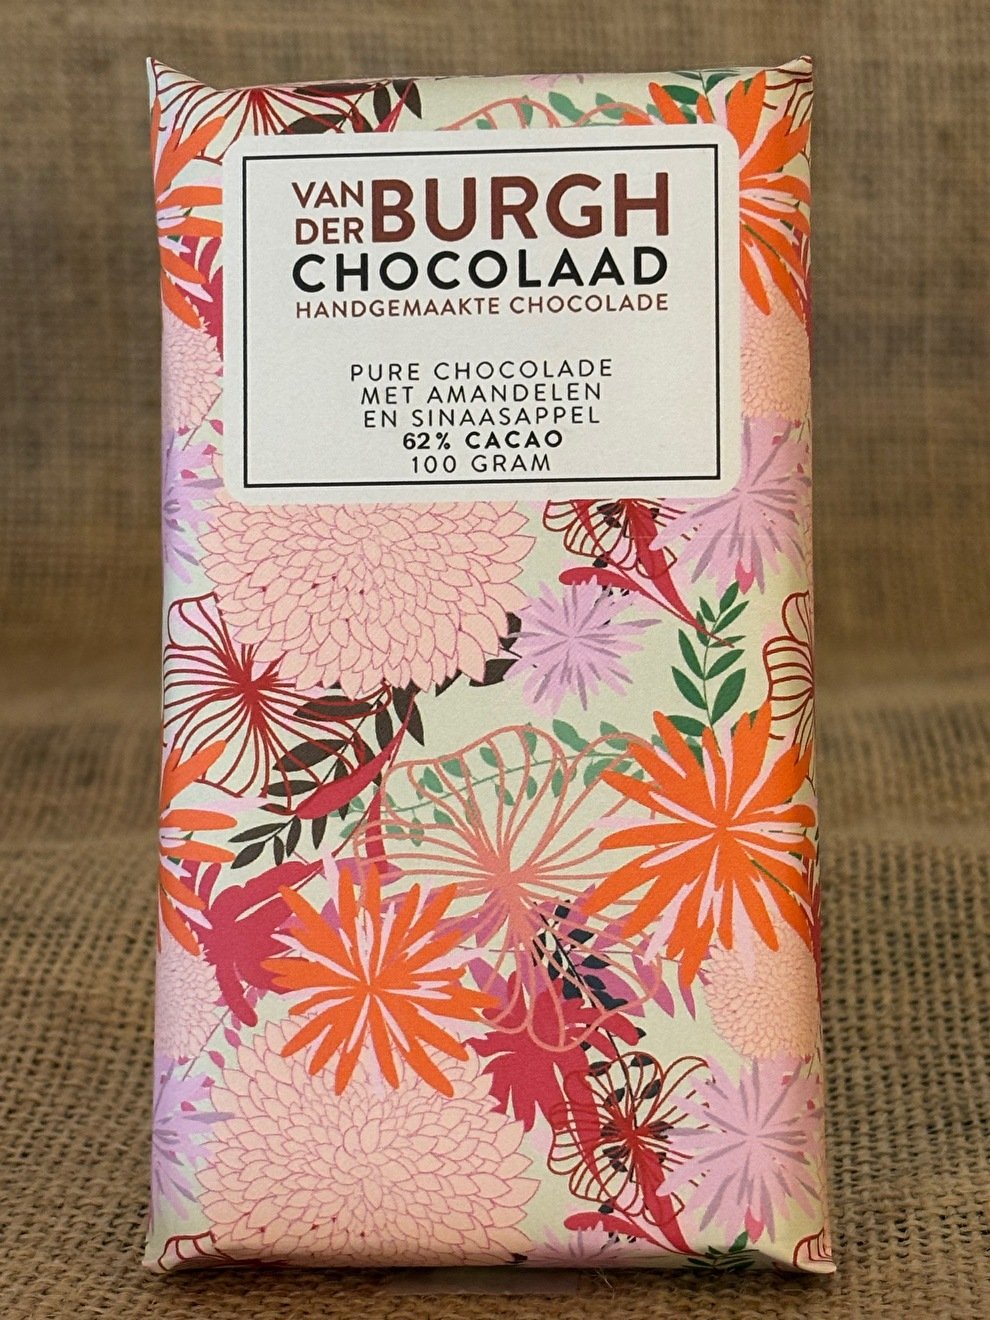 VAN DER BURGH
CHOCOLAAD
HANDGEMAAKTE CHOCOLADE
PURE CHOCOLADE
MET AMANDELEN
EN SINAASAPPEL
62% CACAO
100 GRAM